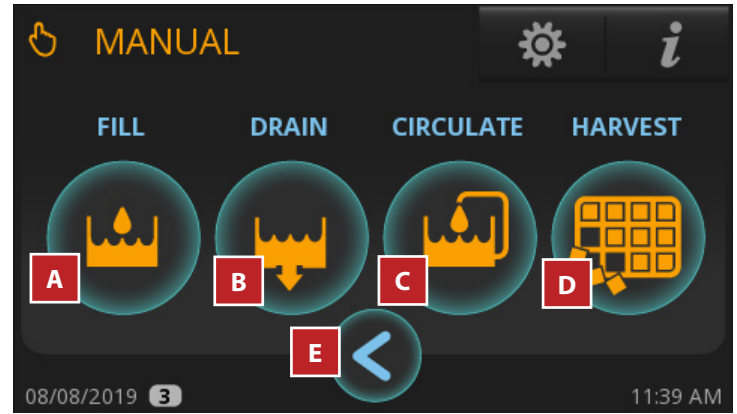 MANUAL i
FILL DRAIN CIRCULATE HARVEST
A B C D
E
08/08/2019 3 11:39 AM